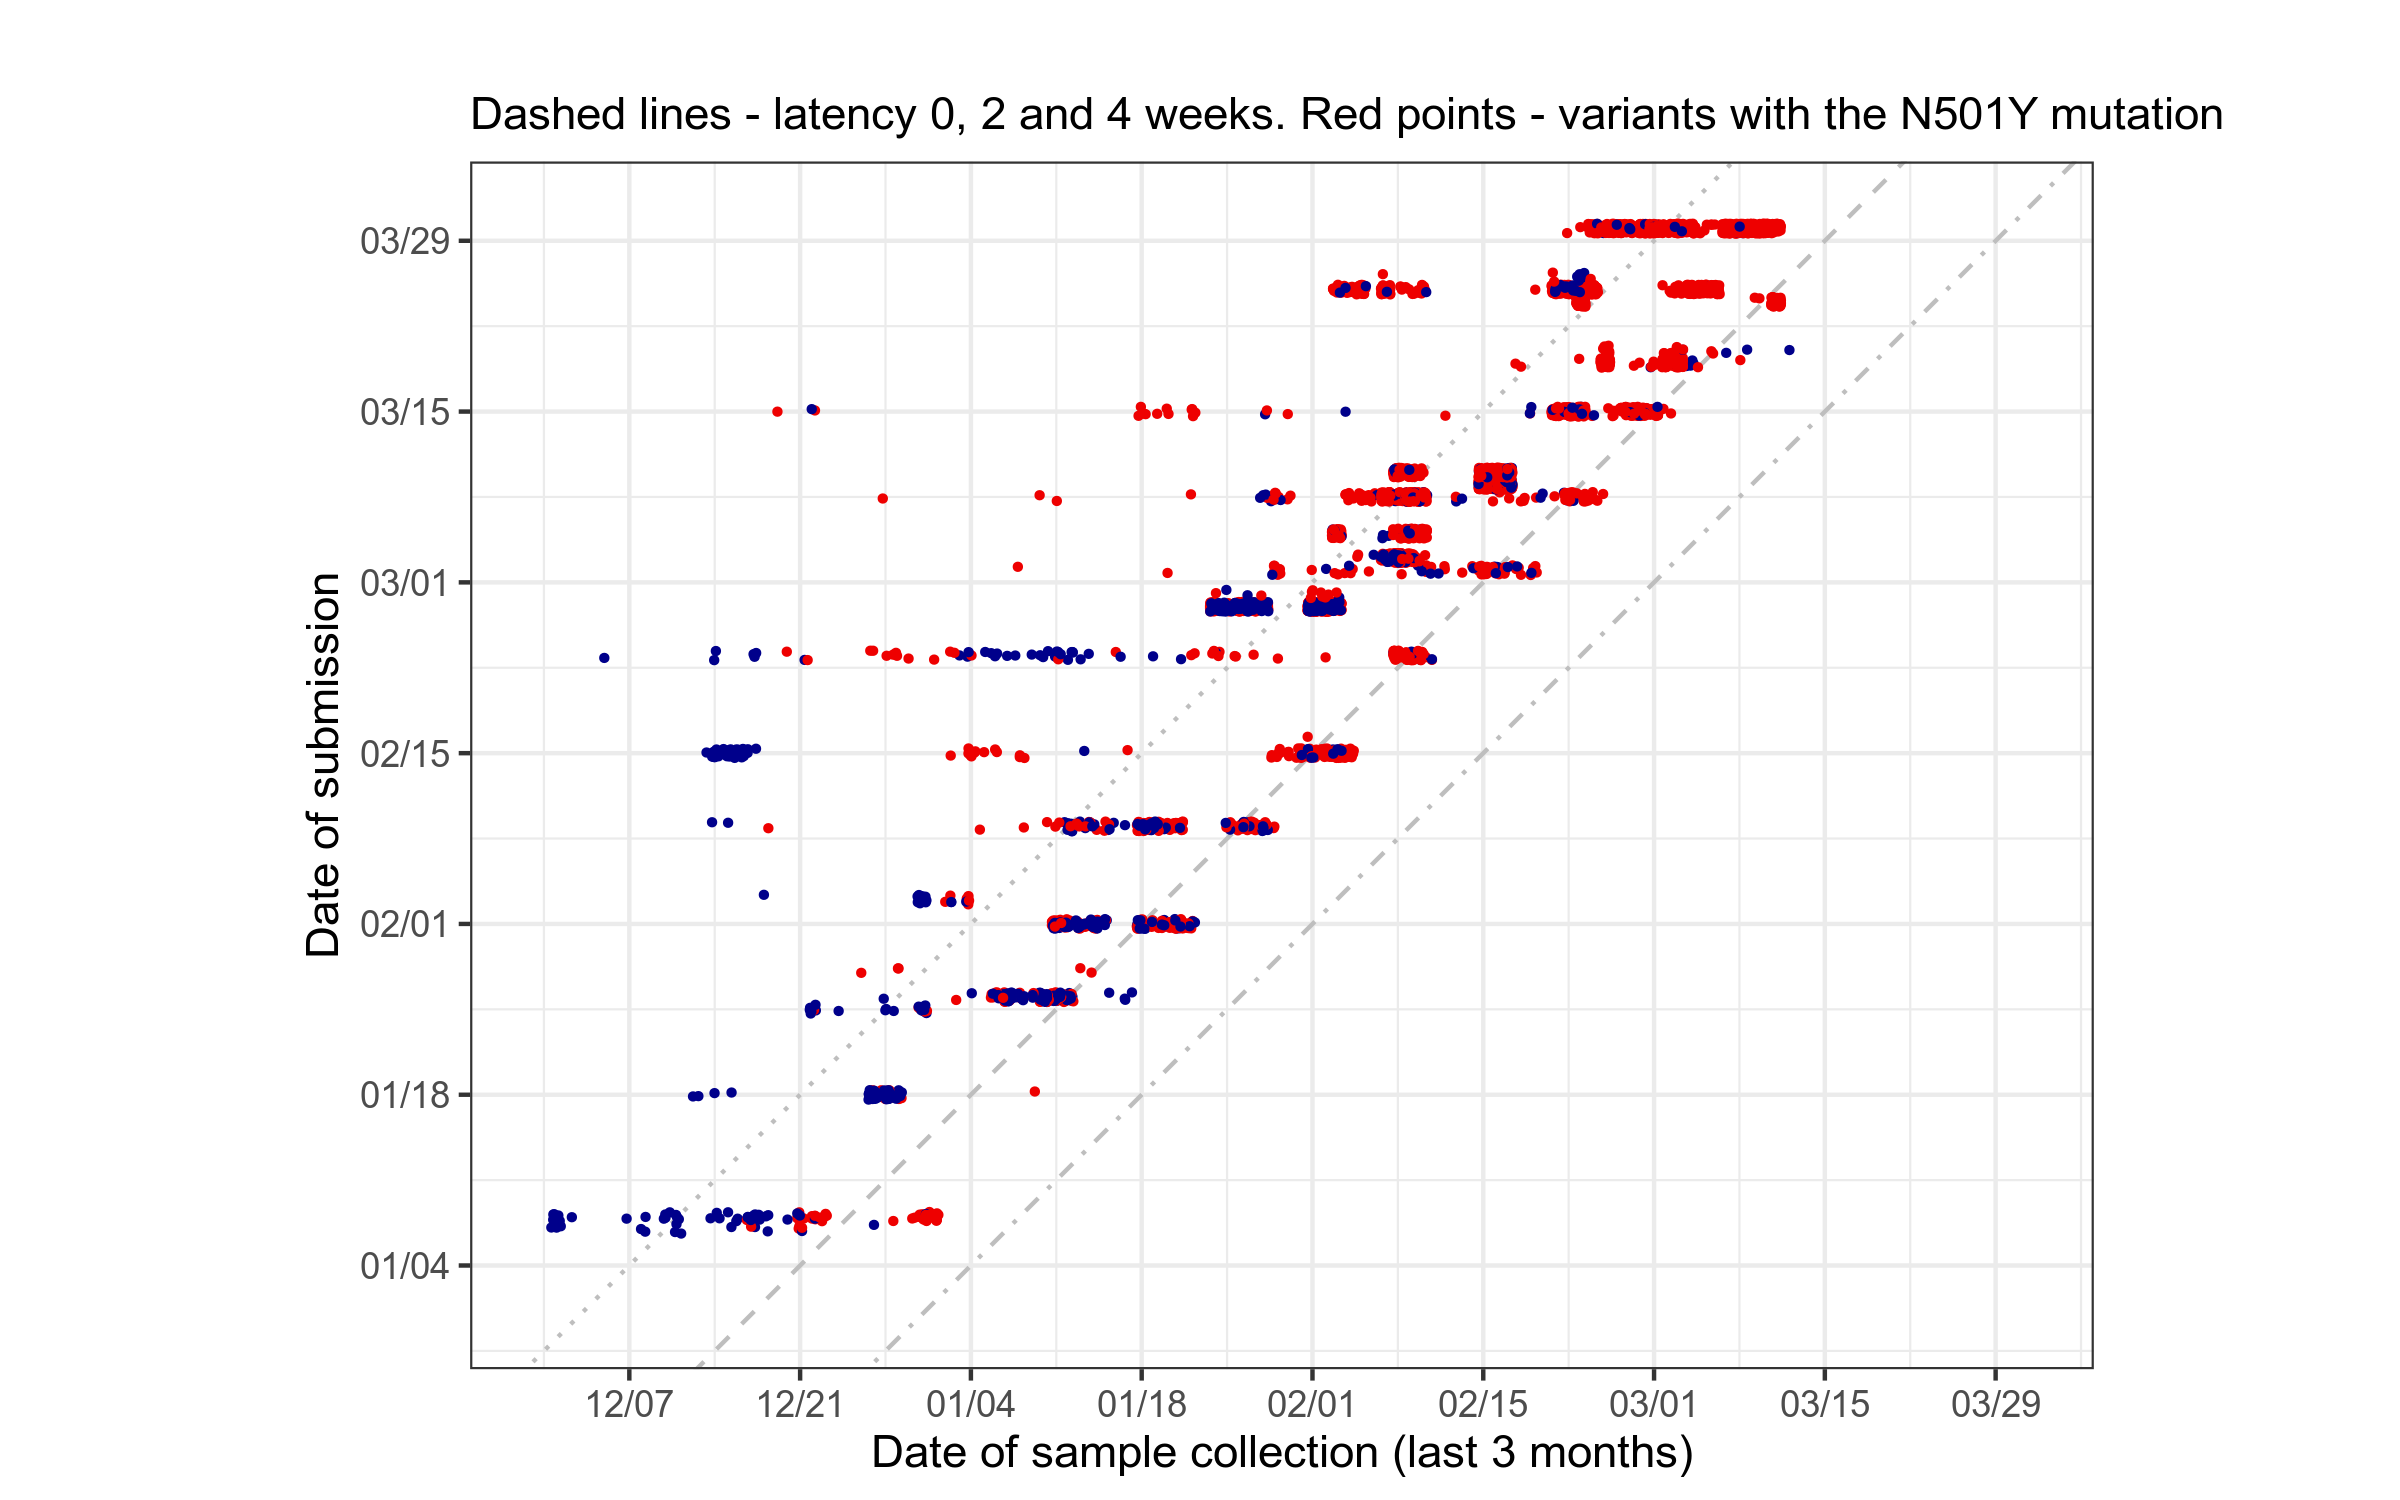 Dashed lines - latency 0, 2 and 4 weeks. Red points - variants with the N501Y mutation
Date of submission
03/29
03/15
03/01
02/15
02/01
01/18
01/04
12/07 12/21 01/04 01/18 02/01 02/15 03/01 03/15 03/29
Date of sample collection (last 3 months)